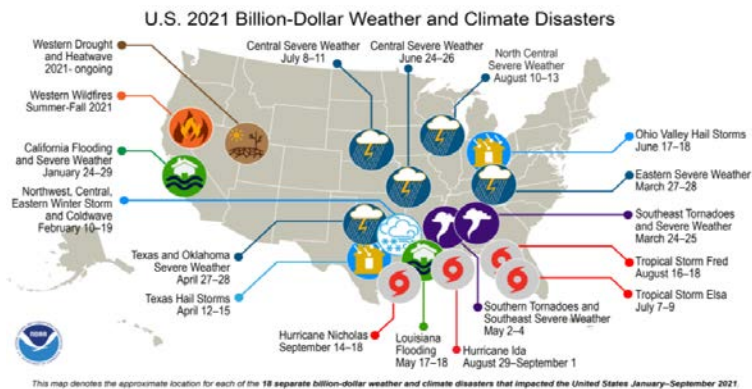 U.S. 2021 Billion-Dollar Weather and Climate Disasters
Western Drought
and Heatwave
2021- ongoing
Central Severe Weather
July 8–11
Central Severe Weather
June 24–26
North Central
Severe Weather
August 10–13
Western Wildfires
Summer-Fall 2021
California Flooding
and Severe Weather
January 24–29
Northwest, Central,
Eastern Winter Storm
and Coldwave
February 10–19
Ohio Valley Hail Storms
June 17–18
Eastern Severe Weather
March 27–28
Southeast Tornadoes
and Severe Weather
March 24–25
Texas and Oklahoma
Severe Weather
April 27–28
Texas Hail Storms
April 12–15
Tropical Storm Fred
August 16–18
Tropical Storm Elsa
July 7–9
Southern Tornadoes and
Southeast Severe Weather
May 2–4
Hurricane Nicholas
September 14–18
Louisiana
Flooding
May 17–18
Hurricane Ida
August 29–September 1
NOAA
This map denotes the approximate location for each of the 18 separate billion-dollar weather and climate disasters that impacted the United States January–September 2021.